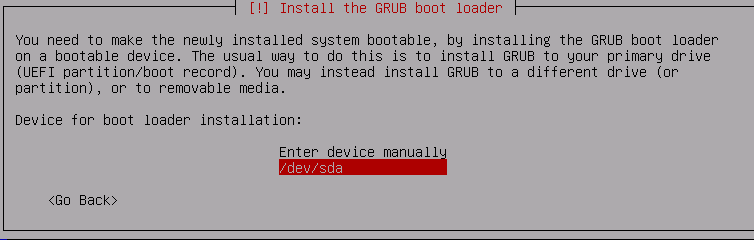 [!] Install the GRUB boot loader
You need to make the newly installed system bootable, by installing the GRUB boot loader
on a bootable device. The usual way to do this is to install GRUB to your primary drive
(UEFI partition/boot record). You may instead install GRUB to a different drive (or
partition), or to removable media.
Device for boot loader installation:
Enter device manually
/dev/sda
<Go Back>